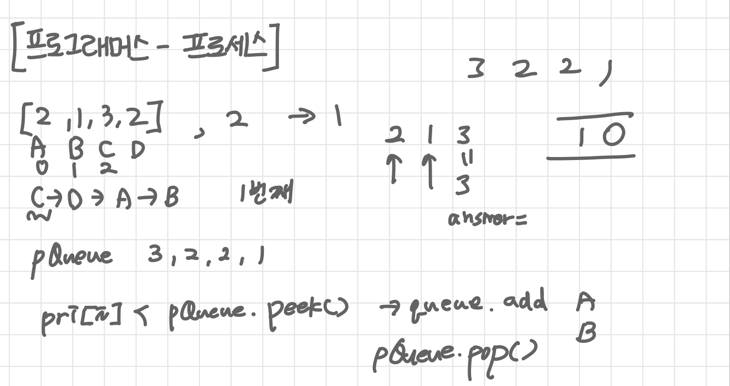 [프로그래머스 - 프로세스]
3 2 2 1
[2, 1, 3, 2], 2 → 1
A B C D
0 1 2
C → D → A → B 1번째
2 1 3
↑ ↑ =
3
answer=
1 0
pQueue 3, 2, 2, 1
pri[i] < pQueue.peek() → queue.add A
B
pQueue.pop()